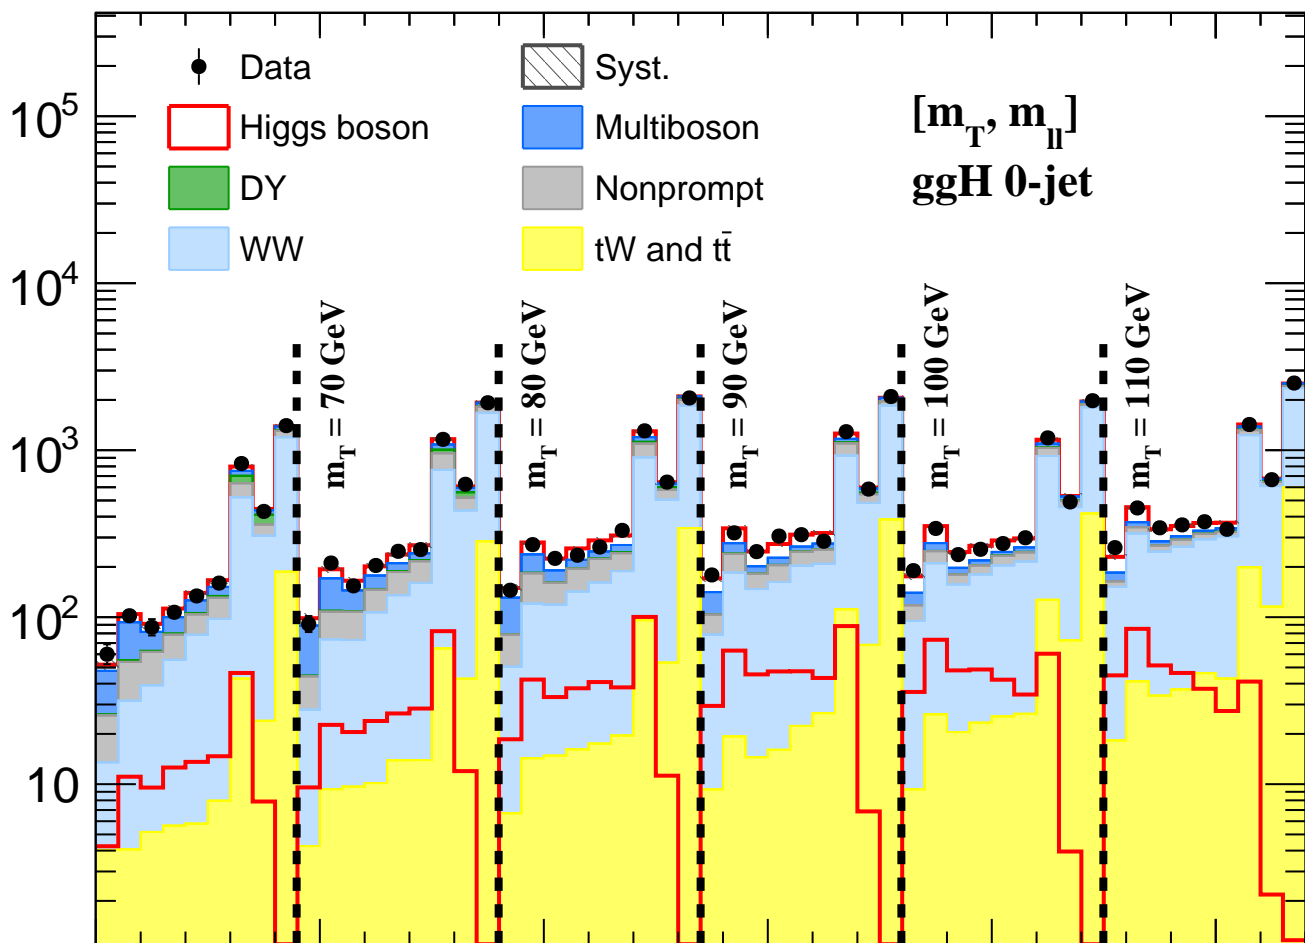 10^5
10^4
10^3
10^2
10
Data
Syst.
Higgs boson
Multiboson
DY
Nonprompt
WW
tW and tt̄
[m_T, m_ll]
ggH 0-jet
m_T = 70 GeV
m_T = 80 GeV
m_T = 90 GeV
m_T = 100 GeV
m_T = 110 GeV